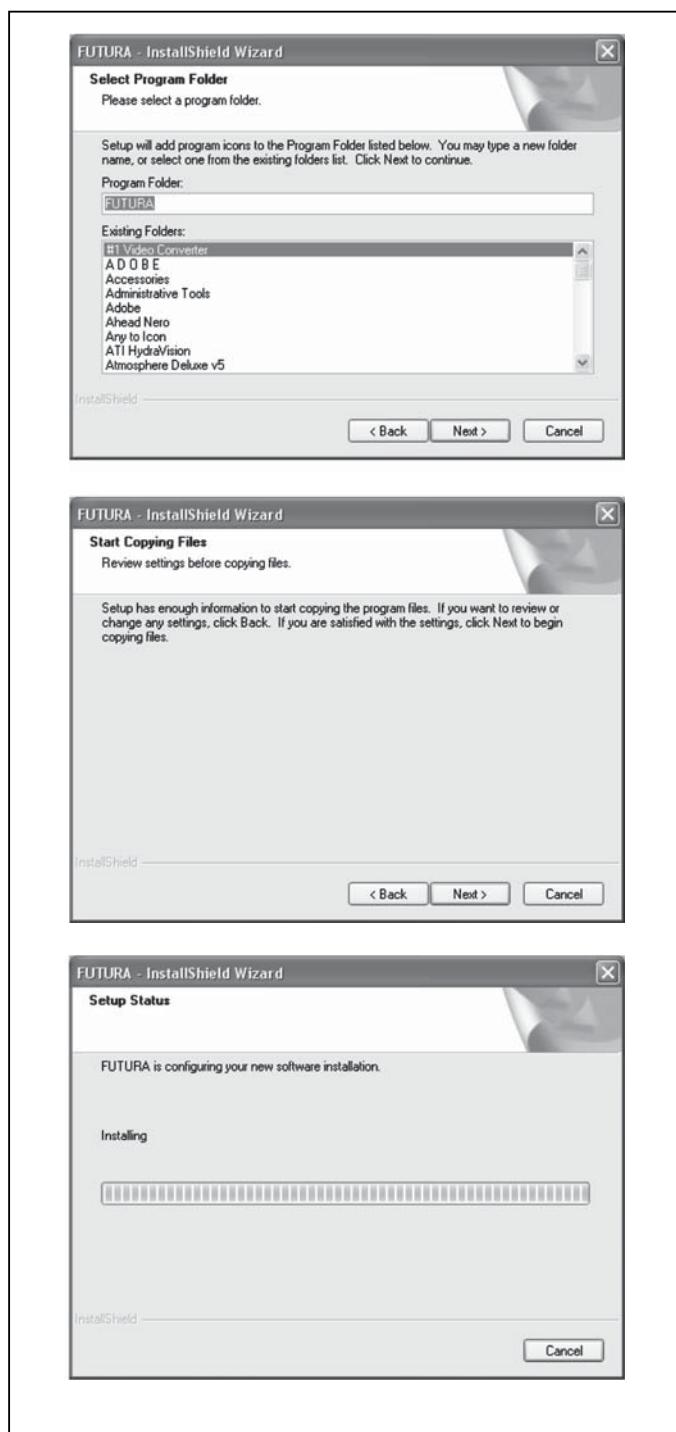 FUTURA - InstallShield Wizard
Select Program Folder
Please select a program folder.
Setup will add program icons to the Program Folder listed below. You may type a new folder
name, or select one from the existing folders list. Click Next to continue.
Program Folder:
FUTURA
Existing Folders:
#1 Video Converter
A D O B E
Accessories
Administrative Tools
Adobe
Ahead Nero
Any to Icon
ATI HydraVision
Atmosphere Deluxe v5
InstallShield
< Back Next > Cancel
FUTURA - InstallShield Wizard
Start Copying Files
Review settings before copying files.
Setup has enough information to start copying the program files. If you want to review or
change any settings, click Back. If you are satisfied with the settings, click Next to begin
copying files.
InstallShield
< Back Next > Cancel
FUTURA - InstallShield Wizard
Setup Status
FUTURA is configuring your new software installation.
Installing
InstallShield
Cancel